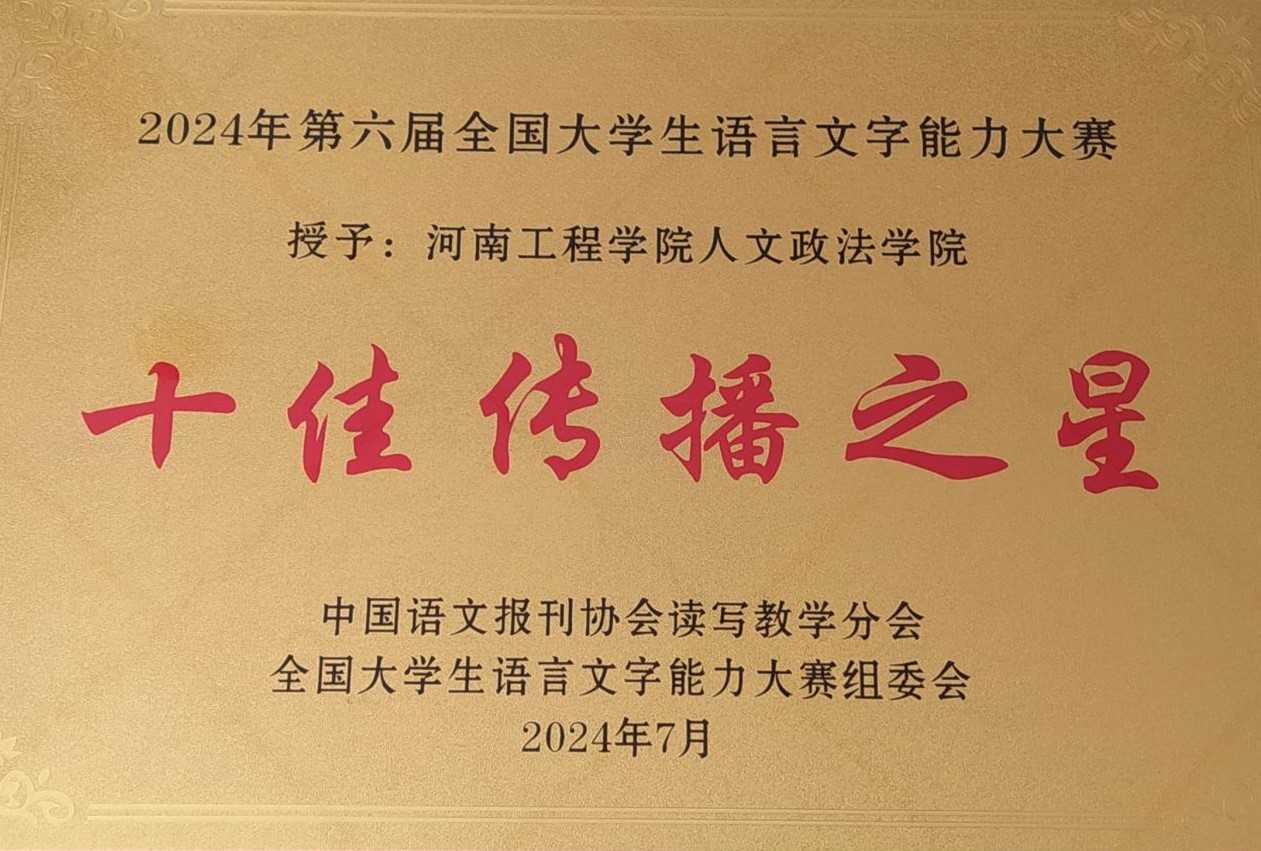 2024年第六届全国大学生语言文字能力大赛
授予：河南工程学院人文政法学院
十佳传播之星
中国语文报刊协会读写教学分会
全国大学生语言文字能力大赛组委会
2024年7月